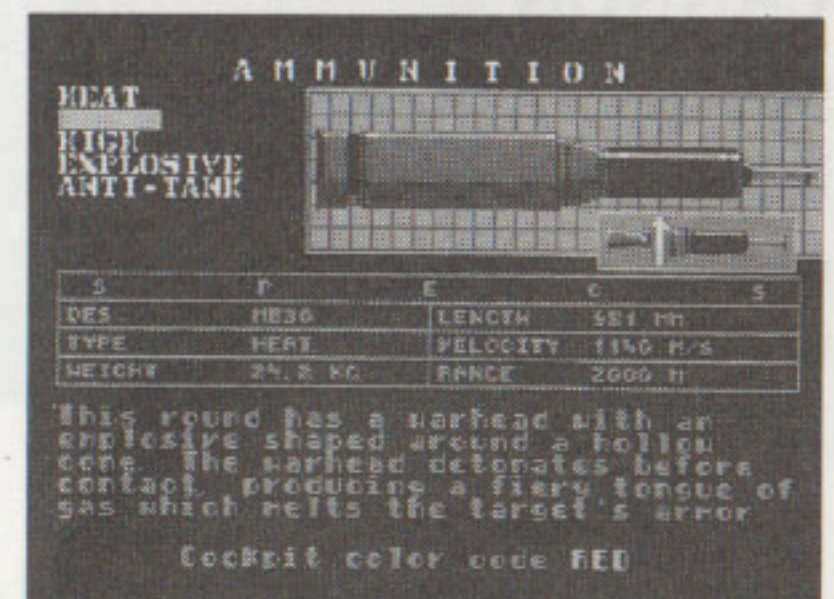 AMMUNITION
HEAT
HIGH
EXPLOSIVE
ANTI-TANK
S P E C S
DES M830 LENGTH 981 MM
TYPE HEAT VELOCITY 1140 M/S
WEIGHT 24.2 KG RANCE 2000 M
This round has a warhead with an
explosive shaped around a hollow
cone. The warhead detonates before
contact, producing a fiery tongue of
gas which melts the target's armor
Cockpit color code RED